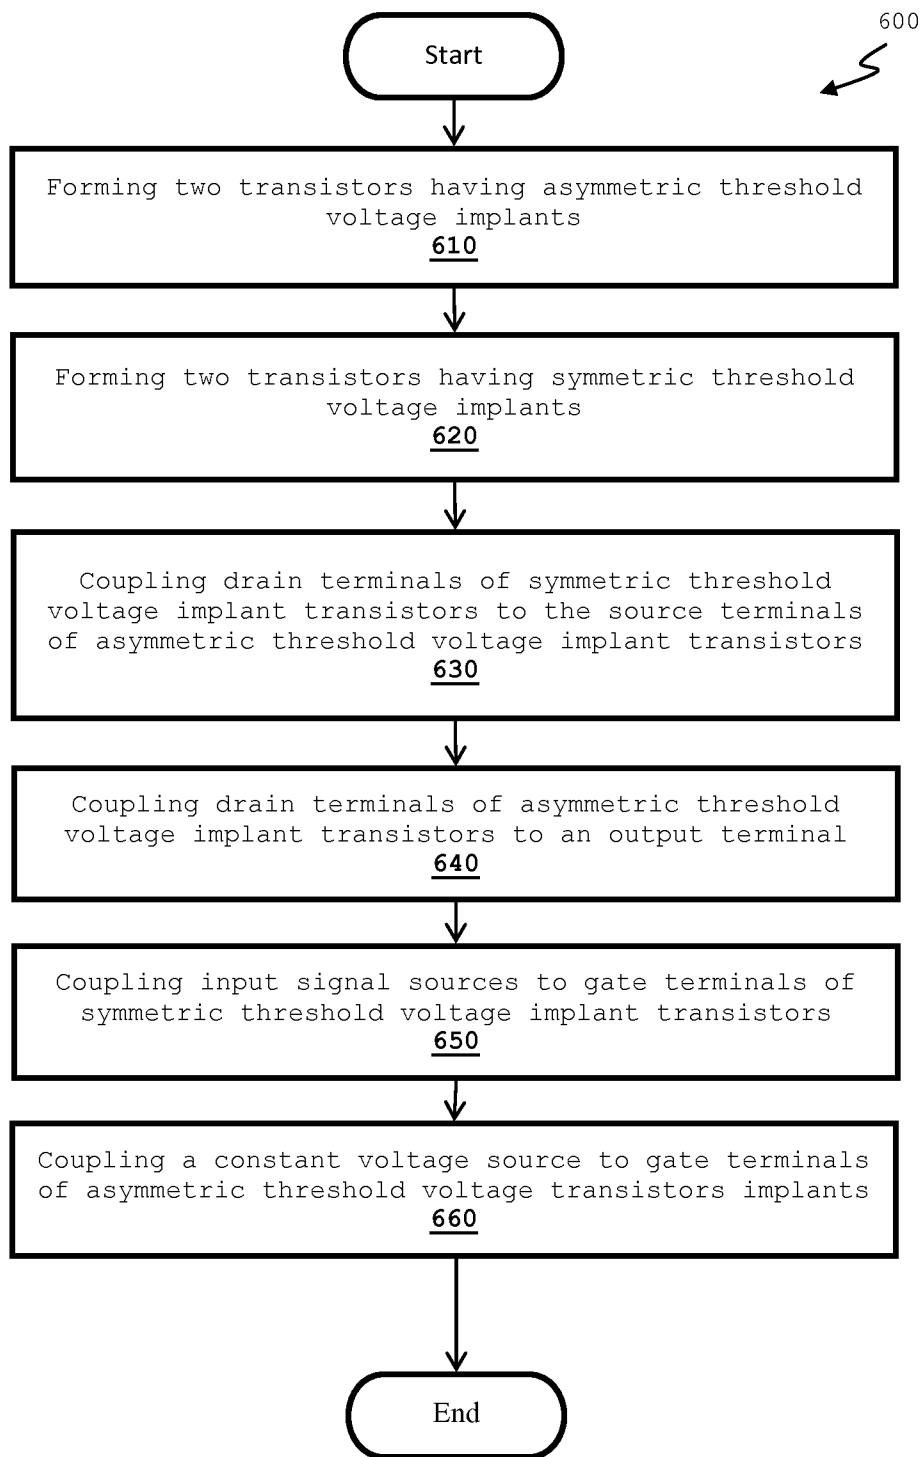 600
Start
Forming two transistors having asymmetric threshold
voltage implants
610
Forming two transistors having symmetric threshold
voltage implants
620
Coupling drain terminals of symmetric threshold
voltage implant transistors to the source terminals
of asymmetric threshold voltage implant transistors
630
Coupling drain terminals of asymmetric threshold
voltage implant transistors to an output terminal
640
Coupling input signal sources to gate terminals of
symmetric threshold voltage implant transistors
650
Coupling a constant voltage source to gate terminals
of asymmetric threshold voltage transistors implants
660
End